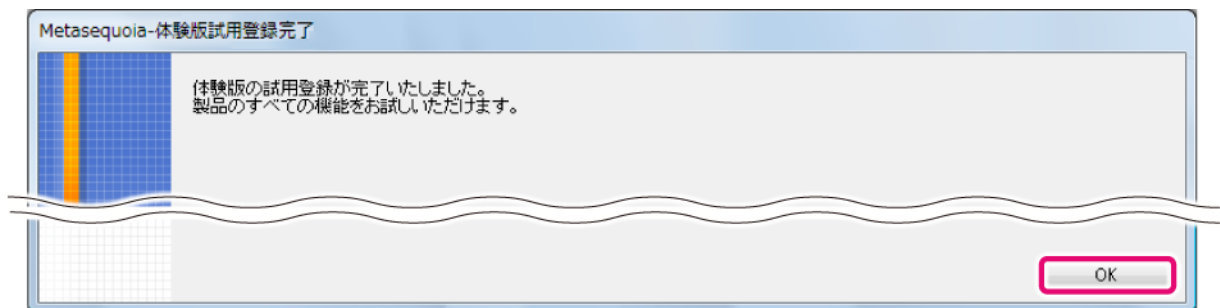 Metasequoia-体験版試用登録完了
体験版の試用登録が完了いたしました。
製品のすべての機能をお試しいただけます。
OK